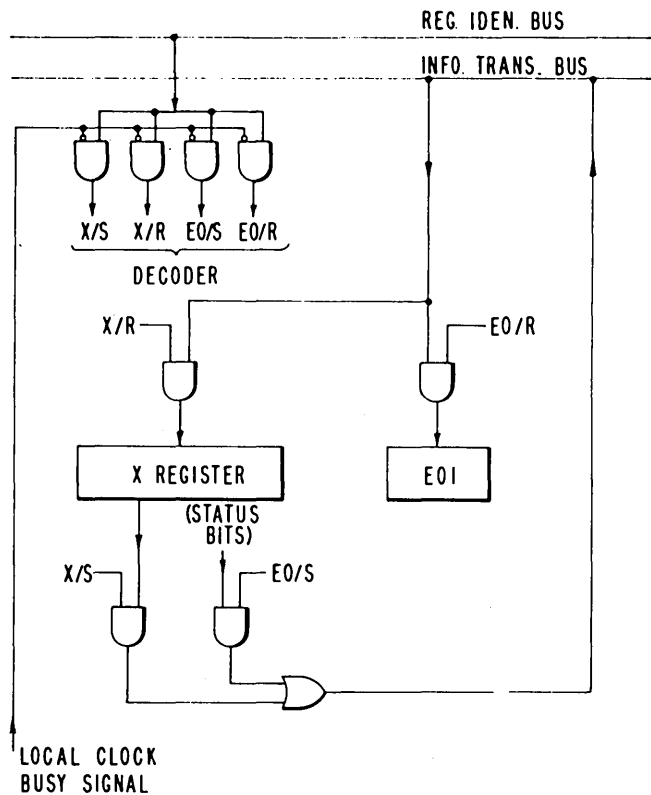 REG. IDEN. BUS
INFO. TRANS. BUS
X/S X/R EO/S EO/R
DECODER
X/R
EO/R
X REGISTER
EOI
(STATUS
BITS)
X/S
EO/S
LOCAL CLOCK
BUSY SIGNAL